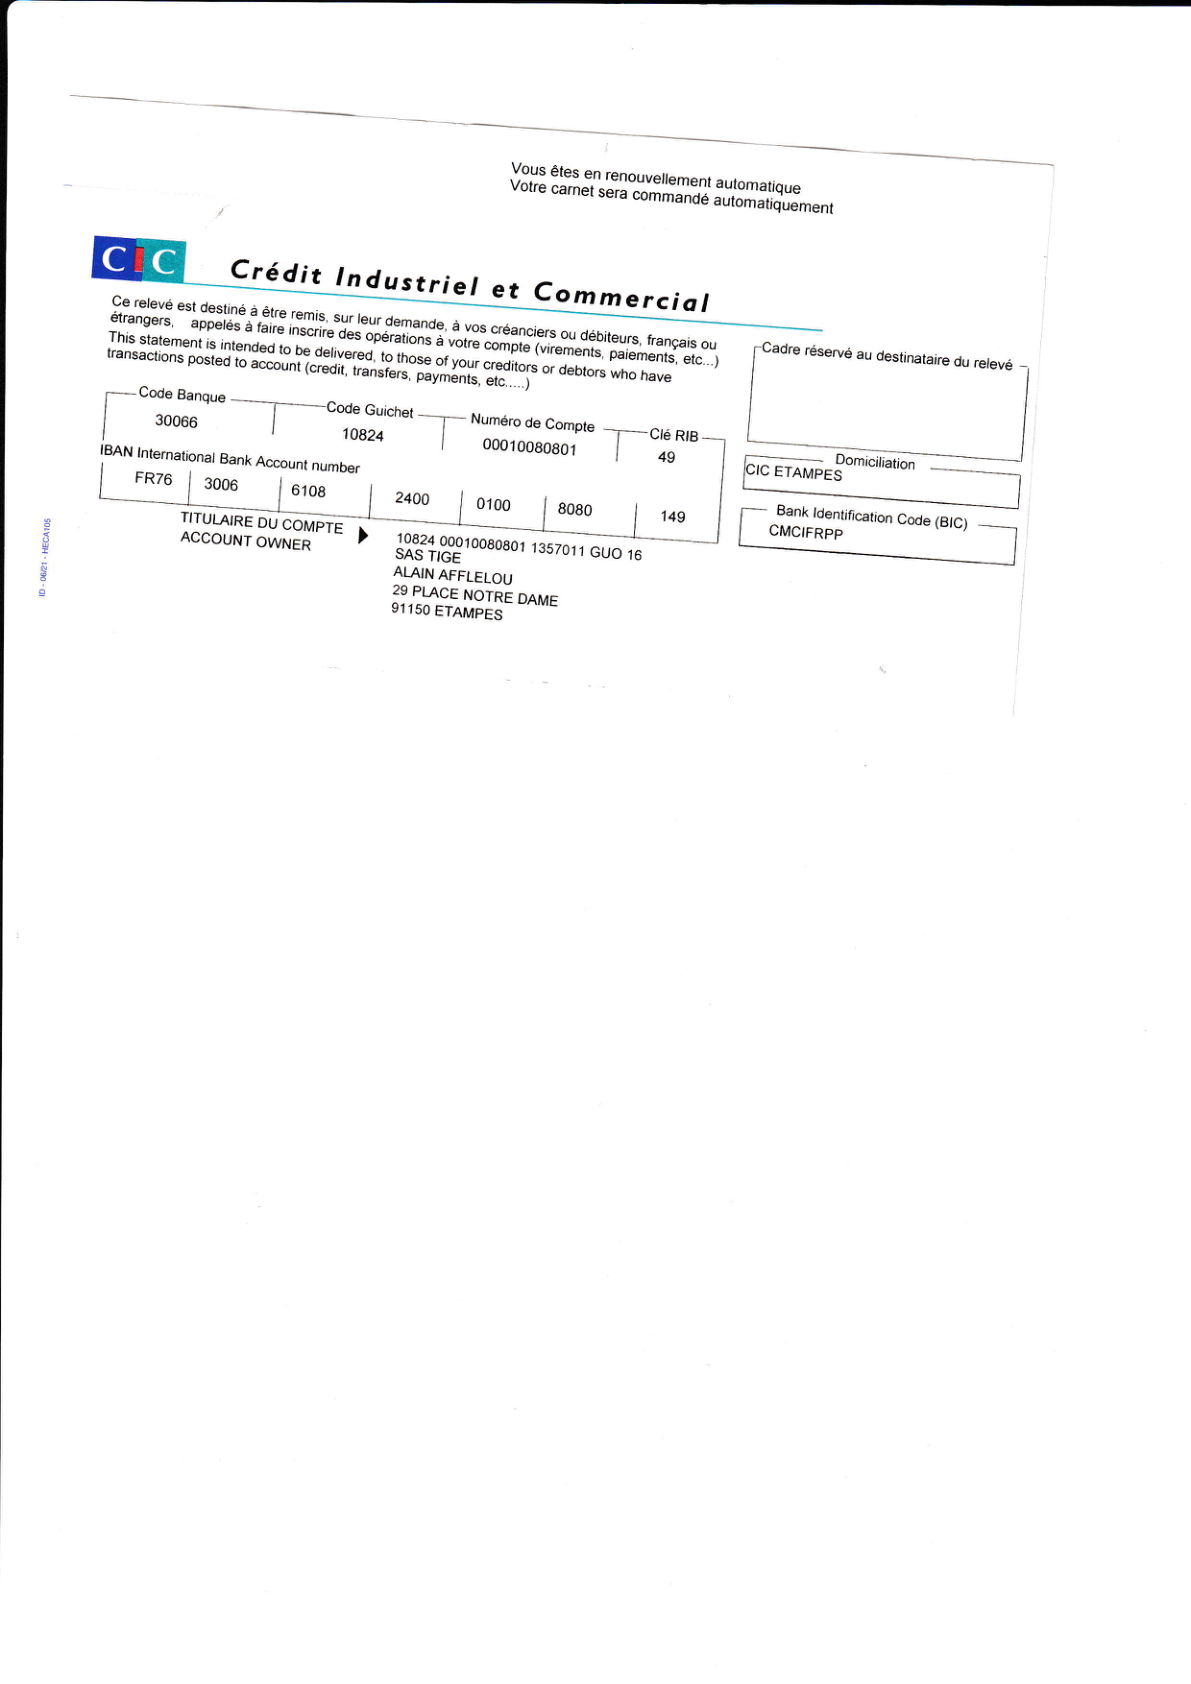 Vous êtes en renouvellement automatique
Votre carnet sera commandé automatiquement
CIC
Crédit Industriel et Commercial
Ce relevé est destiné à être remis, sur leur demande, à vos créanciers ou débiteurs, français ou
étrangers, appelés à faire inscrire des opérations à votre compte (virements, paiements, etc...)
This statement is intended to be delivered, to those of your creditors or debtors who have
transactions posted to account (credit, transfers, payments, etc.....)
Cadre réservé au destinataire du relevé
Code Banque Code Guichet Numéro de Compte Clé RIB
30066 10824 00010080801 49
IBAN International Bank Account number
FR76 3006 6108 2400 0100 8080 149
Domiciliation
CIC ETAMPES
Bank Identification Code (BIC)
CMCIFRPP
TITULAIRE DU COMPTE
ACCOUNT OWNER
10824 00010080801 1357011 GUO 16
SAS TIGE
ALAIN AFFLELOU
29 PLACE NOTRE DAME
91150 ETAMPES
ID - 06/21 - HECA105